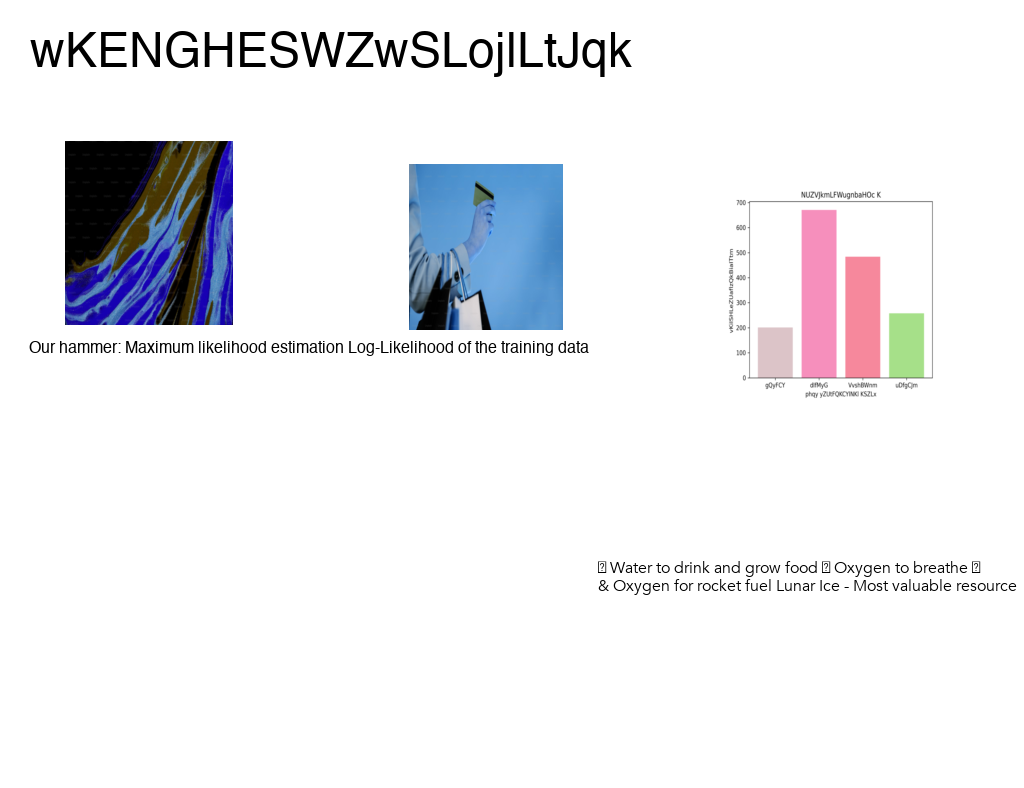 wKENGHESWZwSLojlLtJqk
Our hammer: Maximum likelihood estimation Log-Likelihood of the training data
NUZVJkmLFWugnbaHOc K
700
600
500
400
300
200
100
0
gQyFCY
difMyG
VvshBWnm
uDfgCJm
phqy yZUtFQKCYlNKl KSZLx
Water to drink and grow food Oxygen to breathe
& Oxygen for rocket fuel Lunar Ice - Most valuable resource